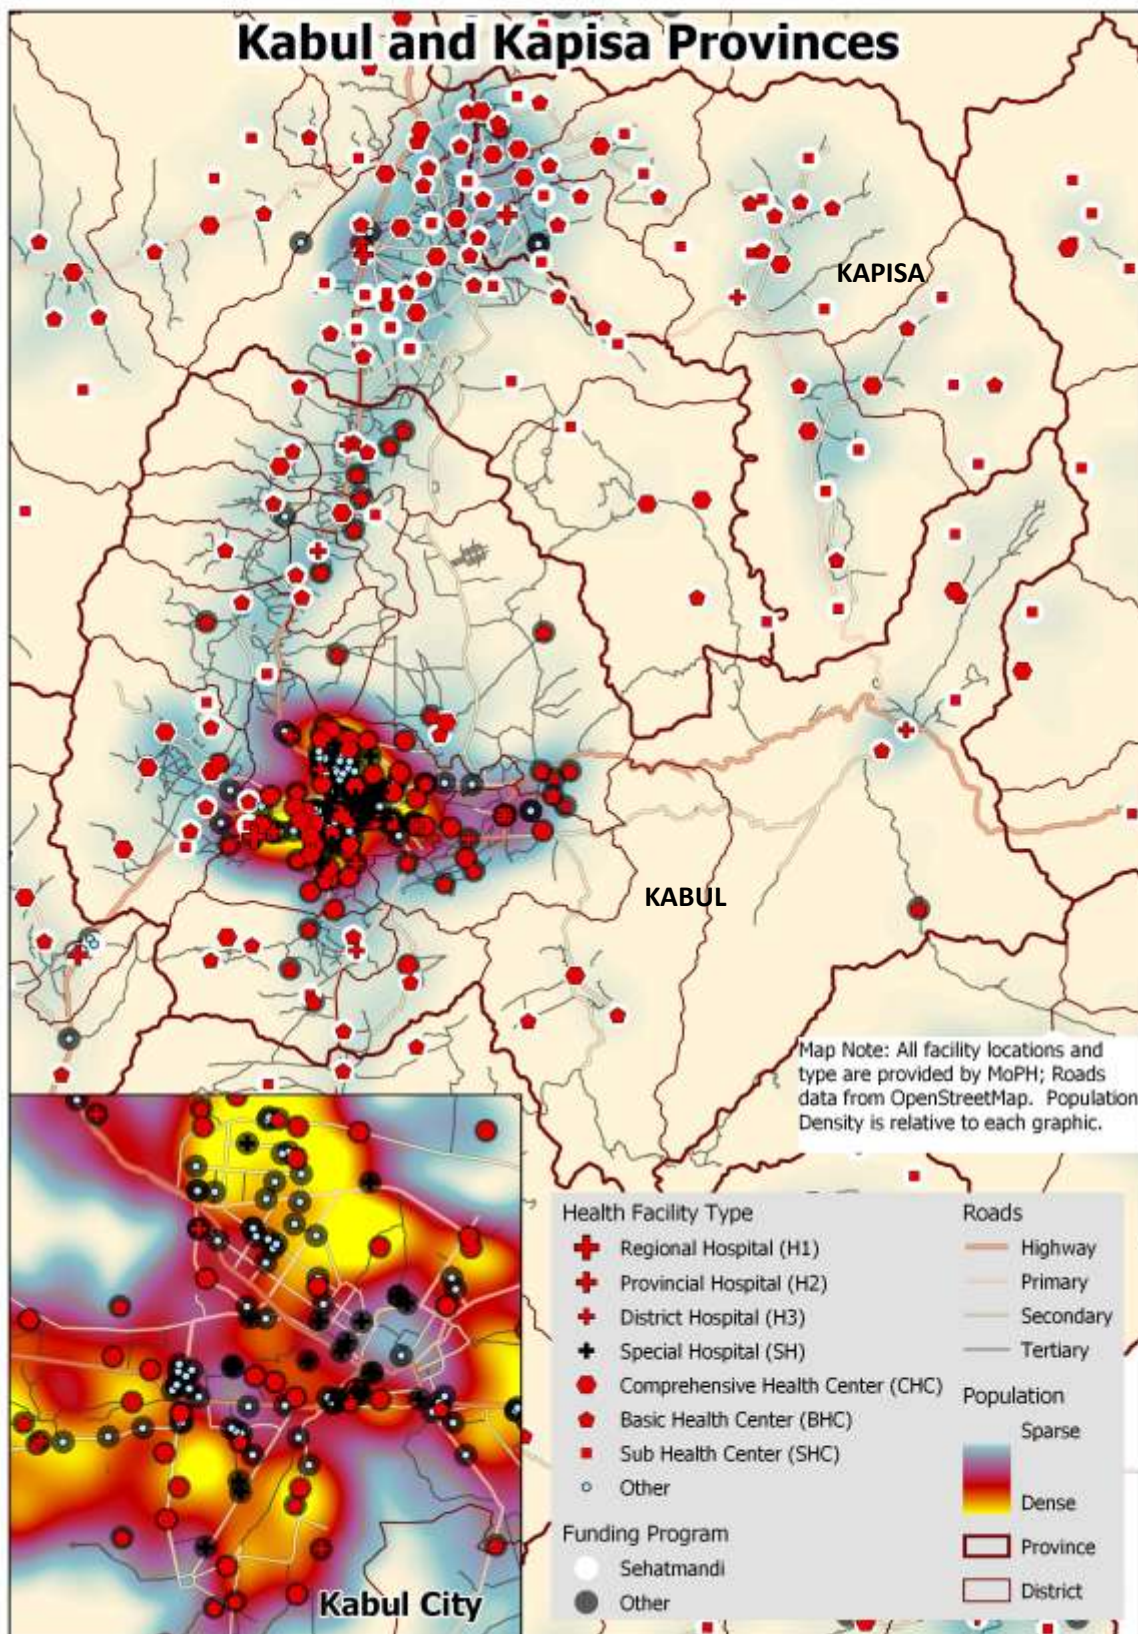 Kabul and Kapisa Provinces
KAPISA
KABUL
Map Note: All facility locations and
type are provided by MoPH; Roads
data from OpenStreetMap. Population
Density is relative to each graphic.
Kabul City
Health Facility Type
Regional Hospital (H1)
Provincial Hospital (H2)
District Hospital (H3)
Special Hospital (SH)
Comprehensive Health Center (CHC)
Basic Health Center (BHC)
Sub Health Center (SHC)
Other
Funding Program
Sehatmandi
Other
Roads
Highway
Primary
Secondary
Tertiary
Population
Sparse
Dense
Province
District